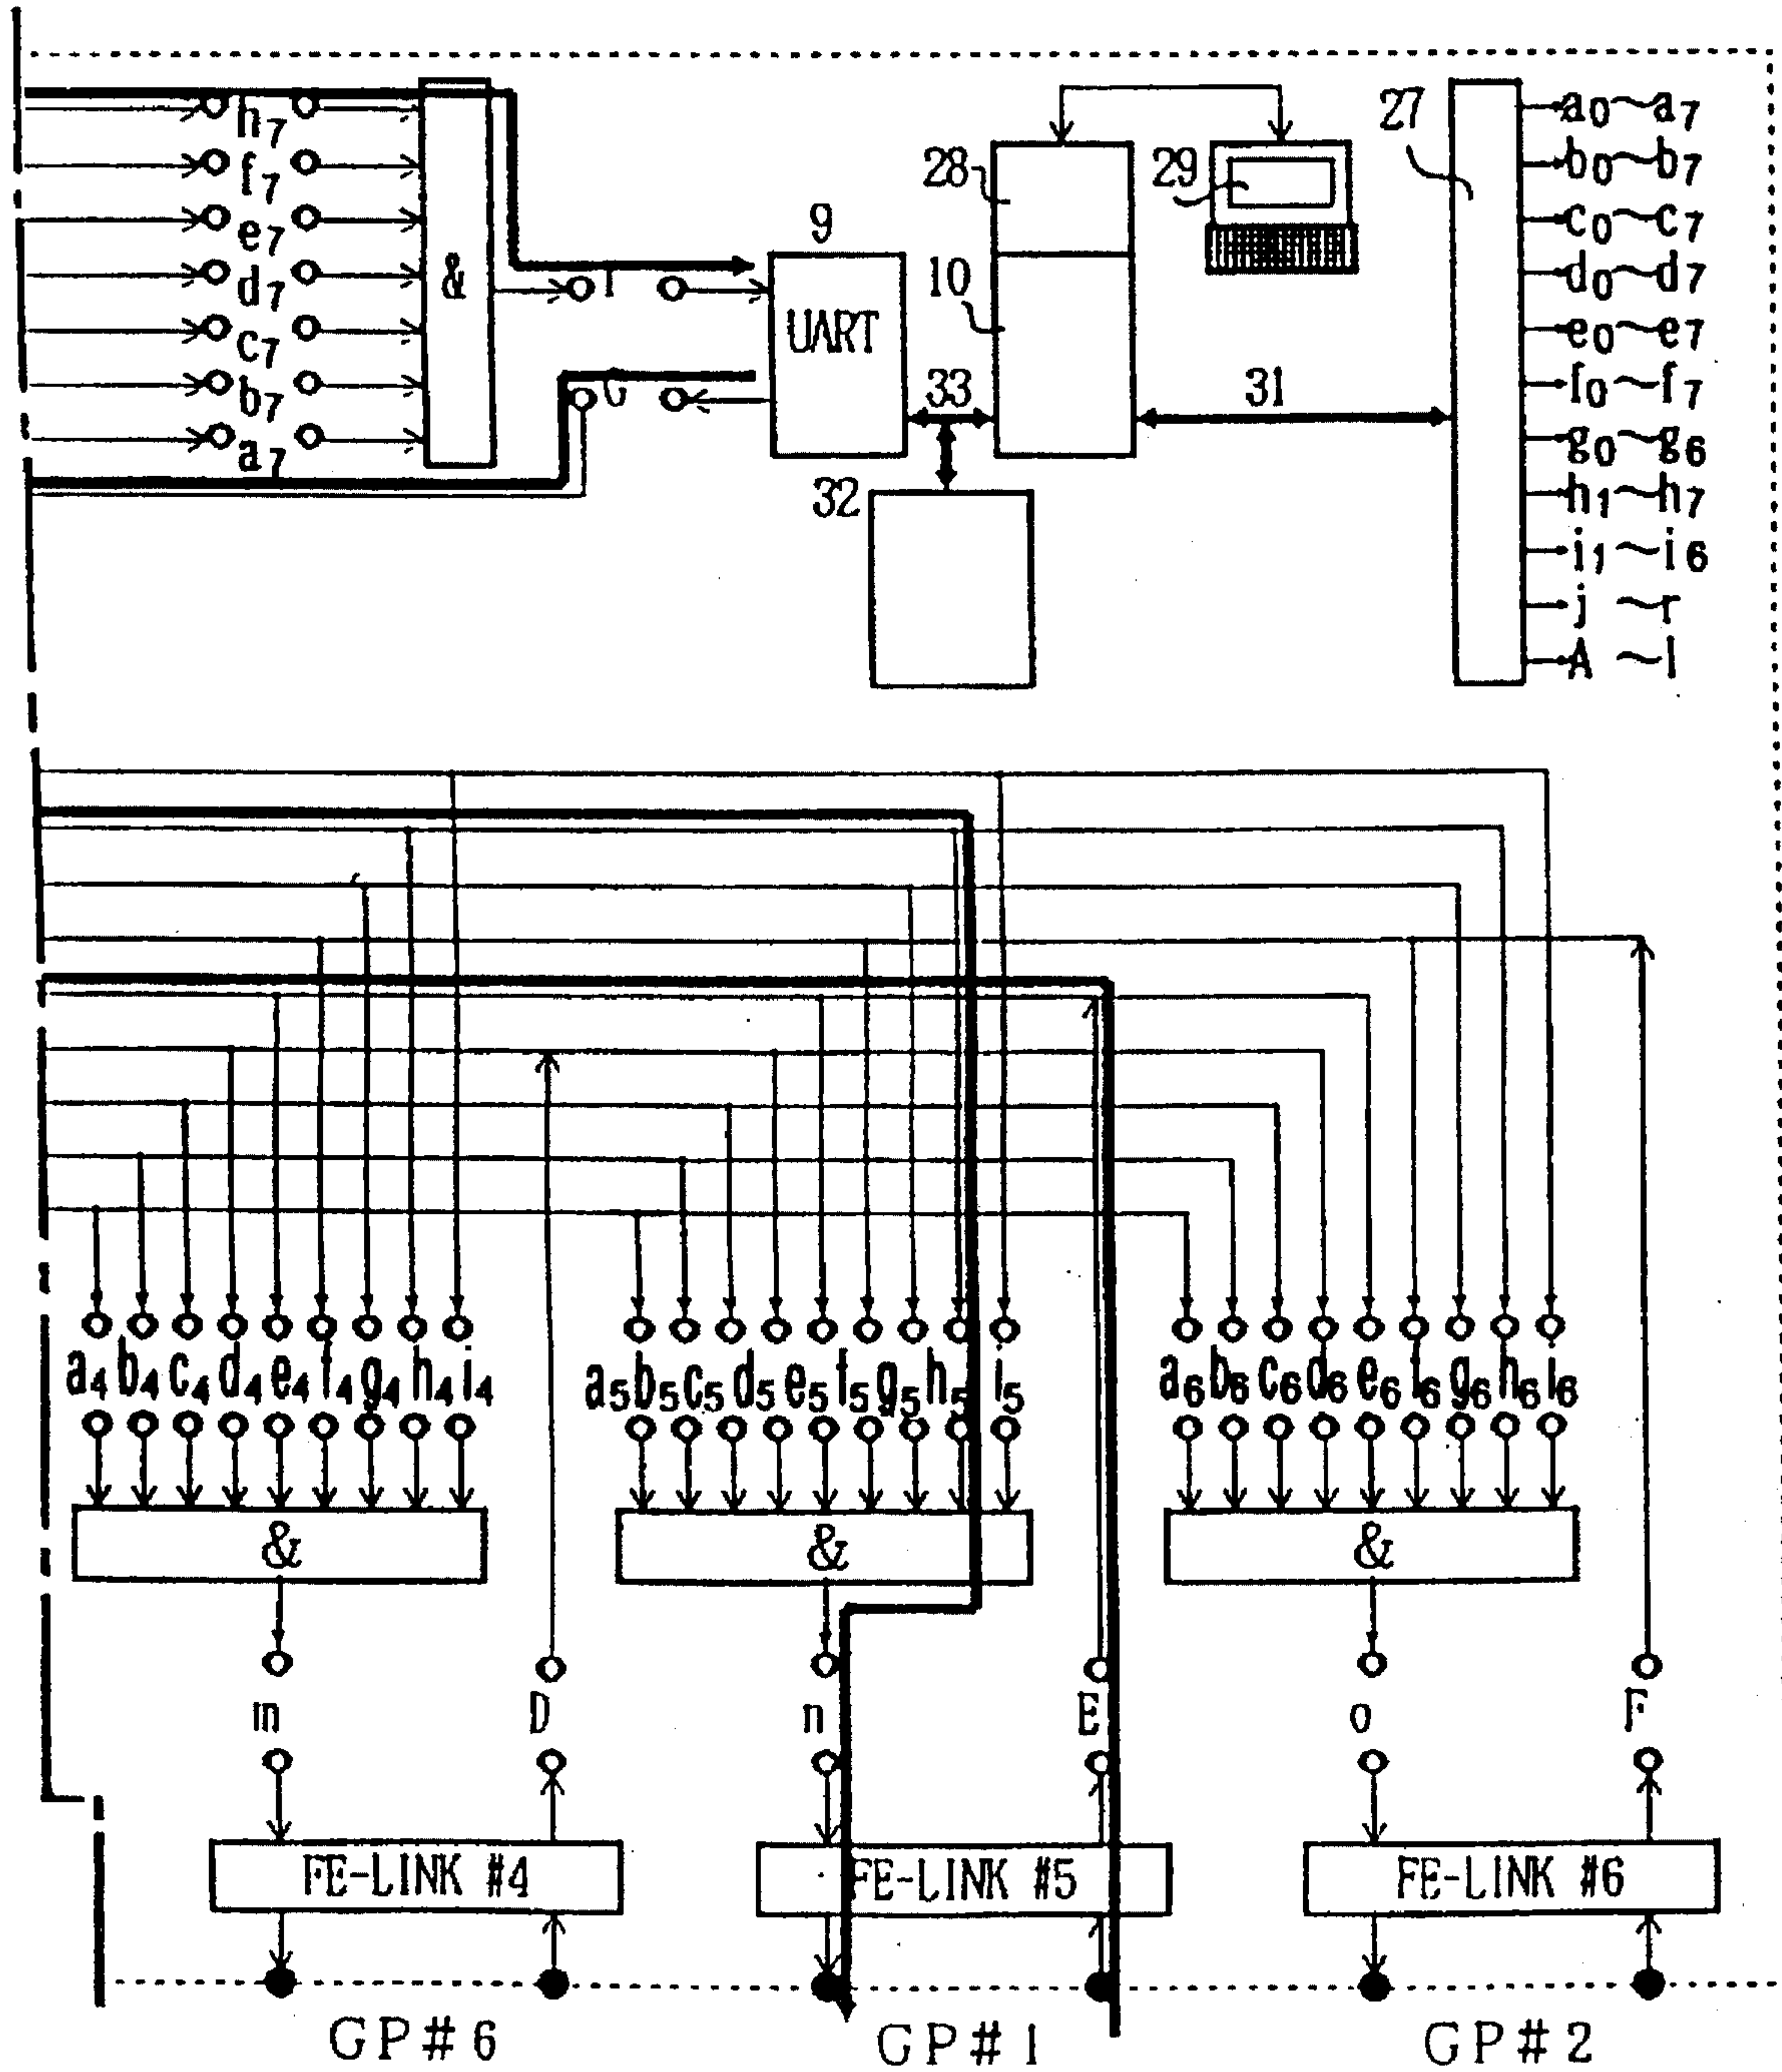 h7
f7
e7
d7
c7
b7
a7
&
I
G
9
UART
33
32
28
10
29
31
27
a0~a7
b0~b7
c0~c7
d0~d7
e0~e7
f0~f7
g0~g6
h1~h7
i1~i6
j ~r
A ~I
a4 b4 c4 d4 e4 f4 g4 h4 i4
a5 b5 c5 d5 e5 f5 g5 h5 i5
a6 b6 c6 d6 e6 f6 g6 h6 i6
& & &
m D n E o F
FE-LINK #4 FE-LINK #5 FE-LINK #6
GP#6 GP#1 GP#2